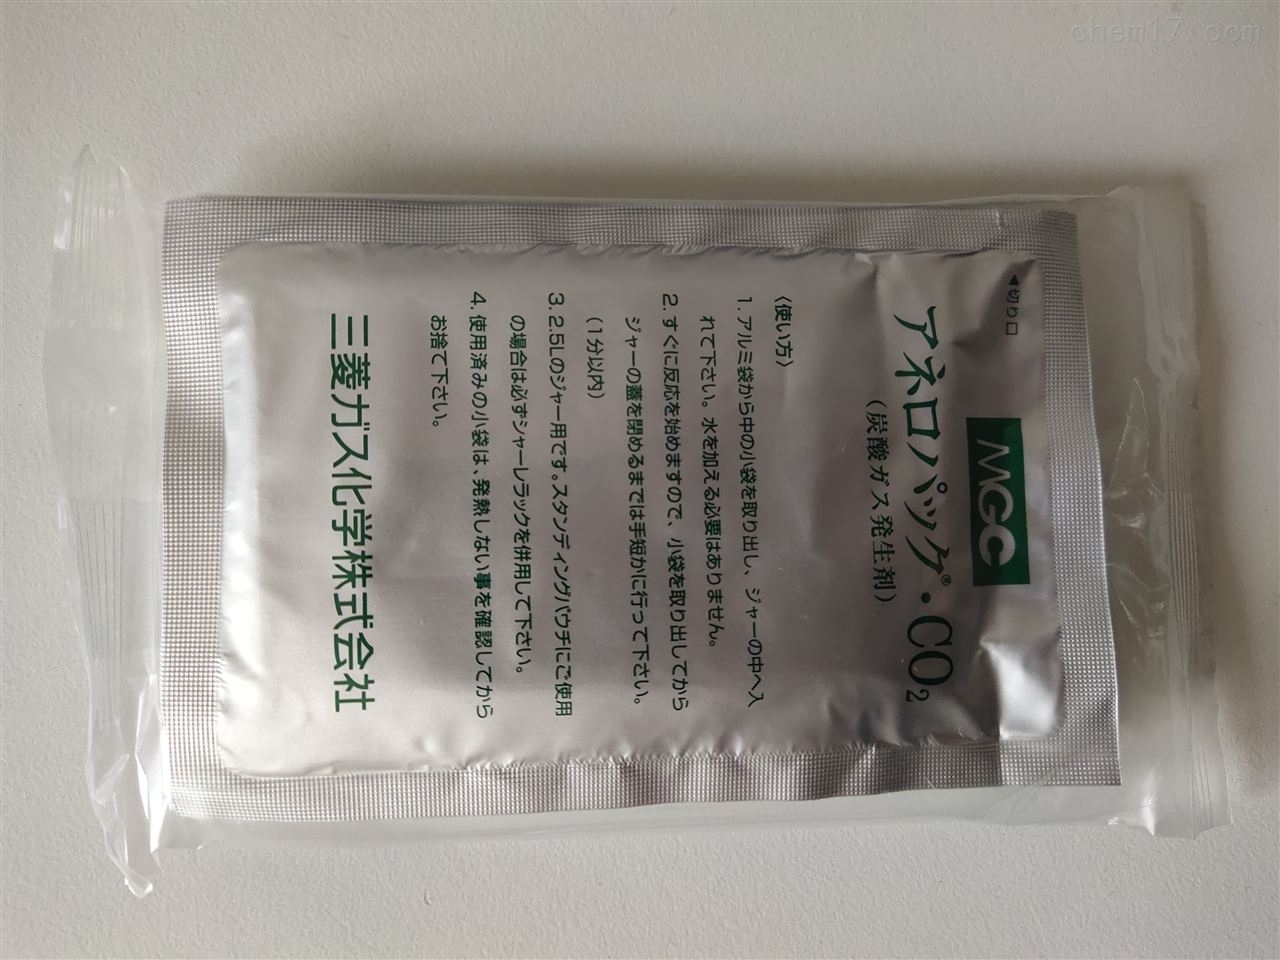 chem17.com
◀切り口
MGC
アネロパック®・CO2
(炭酸ガス発生剤)
〈使い方〉
1. アルミ袋から中の小袋を取り出し、ジャーの中へ入
れて下さい。水を加える必要はありません。
2. すぐに反応を始めますので、小袋を取り出してから
ジャーの蓋を閉めるまでは手短かに行って下さい。
(1分以内)
3. 2.5Lのジャー用です。スタンディングパウチにご使用
の場合は必ずシャーレラックを併用して下さい。
4. 使用済みの小袋は、発熱しない事を確認してから
お捨て下さい。
三菱ガス化学株式会社